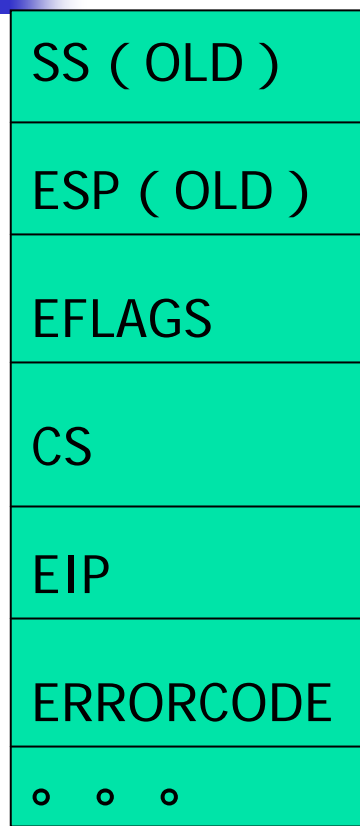 SS（OLD）
ESP（OLD）
EFLAGS
CS
EIP
ERRORCODE
。。。